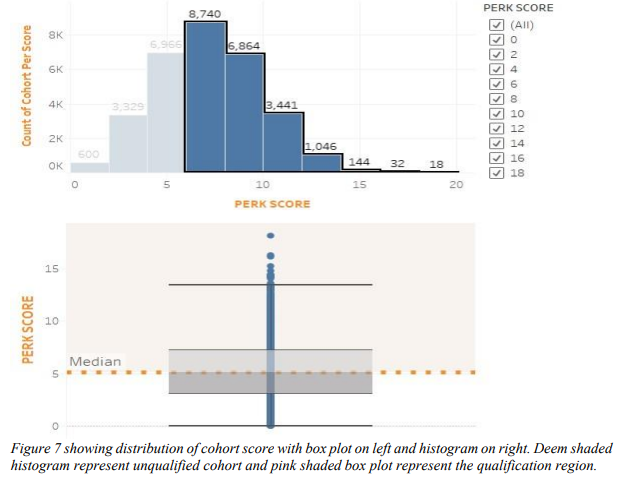 PERK SCORE
(All)
0
2
4
6
8
10
12
14
16
18
Count of Cohort Per Score
8K
6K
4K
2K
0K
600
3,329
6,966
8,740
6,864
3,441
1,046
144
32
18
0
5
10
15
20
PERK SCORE
PERK SCORE
15
10
5
0
Median
Figure 7 showing distribution of cohort score with box plot on left and histogram on right. Deem shaded
histogram represent unqualified cohort and pink shaded box plot represent the qualification region.